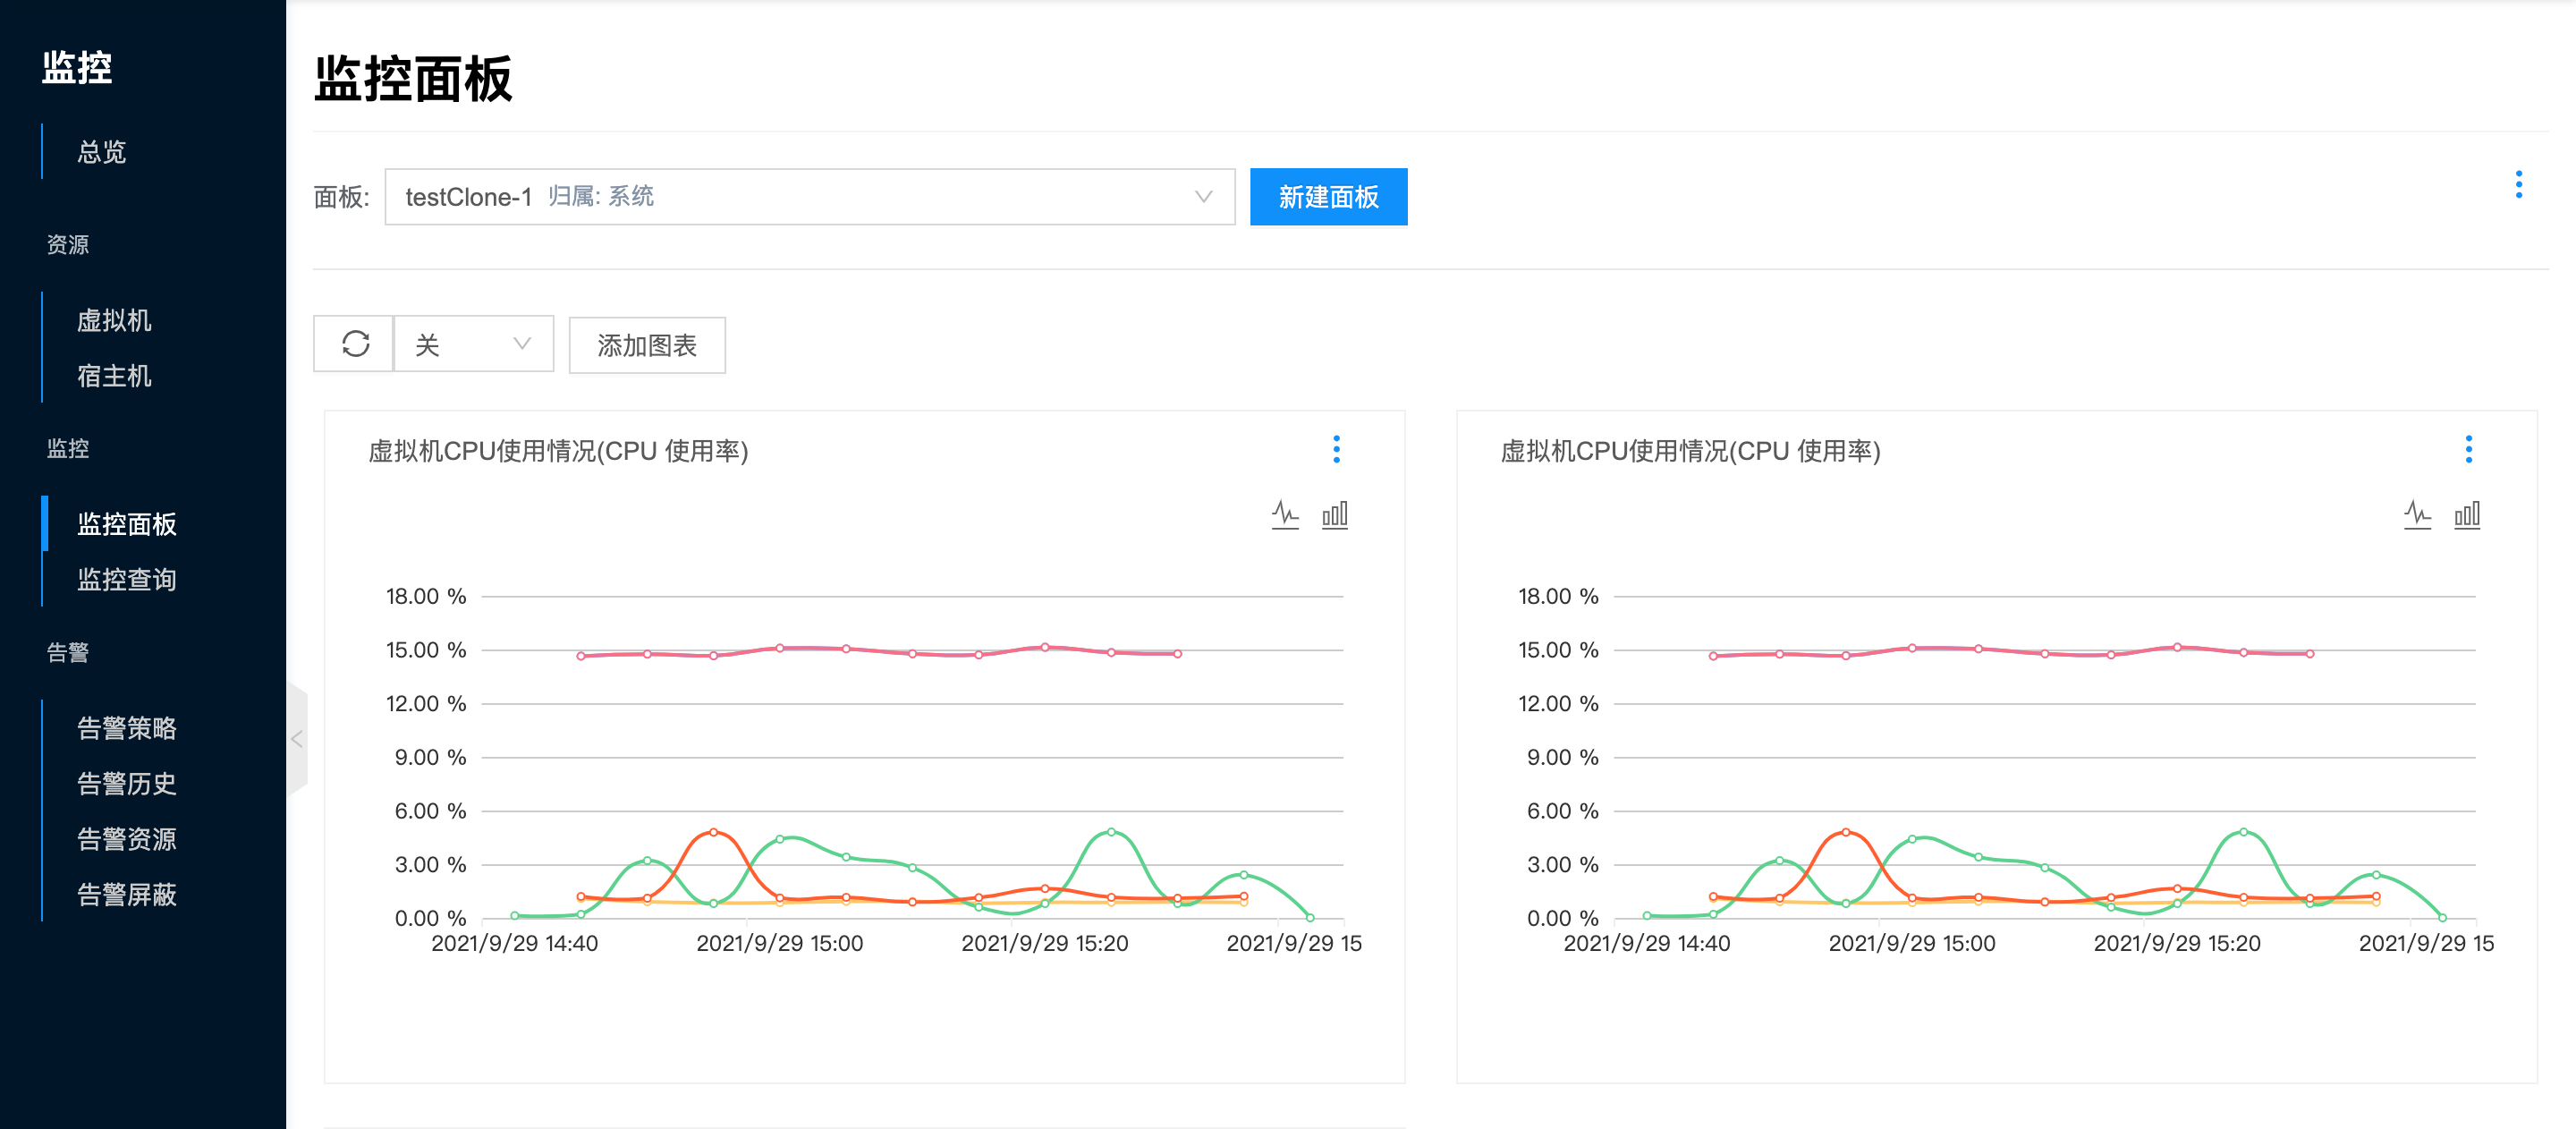 监控
总览
资源
虚拟机
宿主机
监控
监控面板
监控查询
告警
告警策略
告警历史
告警资源
告警屏蔽
监控面板
面板: testClone-1 归属: 系统
新建面板
关
添加图表
虚拟机CPU使用情况(CPU 使用率)
18.00 %
15.00 %
12.00 %
9.00 %
6.00 %
3.00 %
0.00 %
2021/9/29 14:40 2021/9/29 15:00 2021/9/29 15:20 2021/9/29 15
虚拟机CPU使用情况(CPU 使用率)
18.00 %
15.00 %
12.00 %
9.00 %
6.00 %
3.00 %
0.00 %
2021/9/29 14:40 2021/9/29 15:00 2021/9/29 15:20 2021/9/29 15